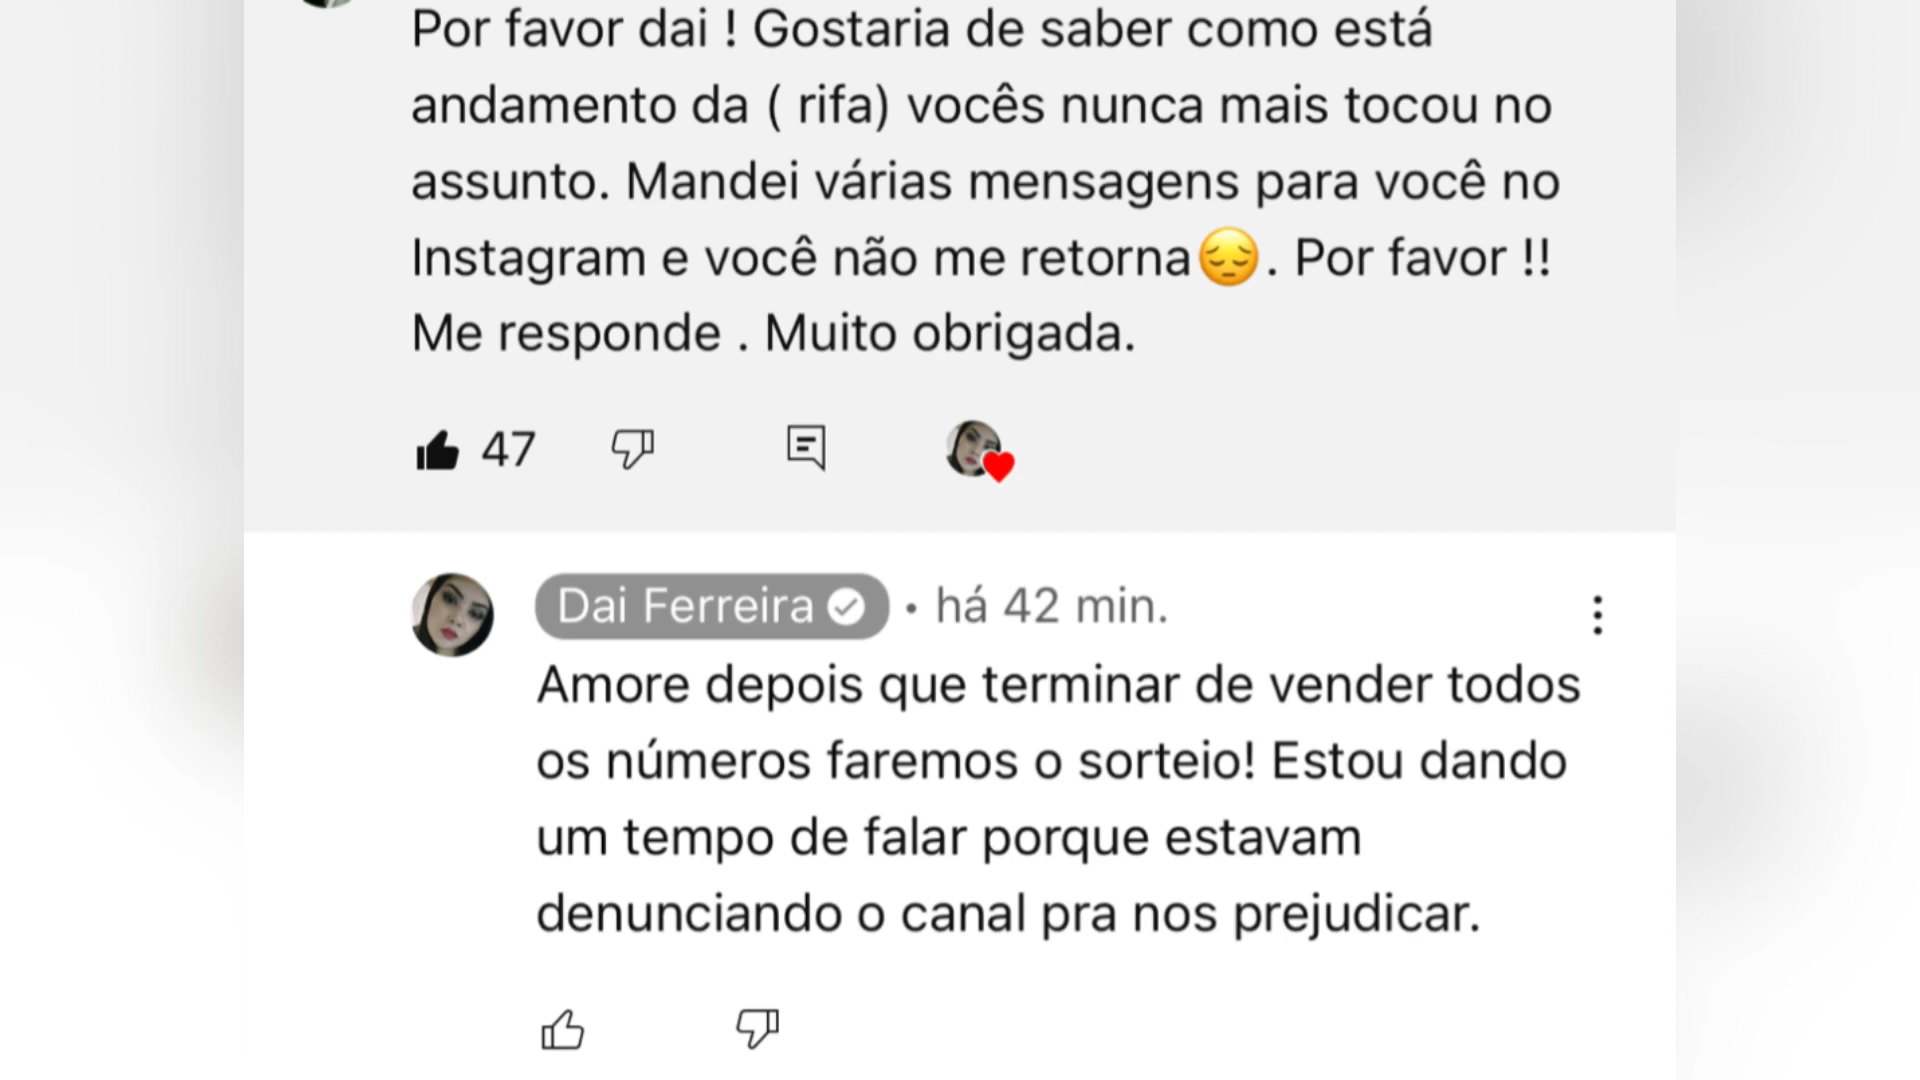 Por favor dai ! Gostaria de saber como está
andamento da ( rifa) vocês nunca mais tocou no
assunto. Mandei várias mensagens para você no
Instagram e você não me retorna😔. Por favor !!
Me responde . Muito obrigada.
47
Dai Ferreira • há 42 min.
Amore depois que terminar de vender todos
os números faremos o sorteio! Estou dando
um tempo de falar porque estavam
denunciando o canal pra nos prejudicar.